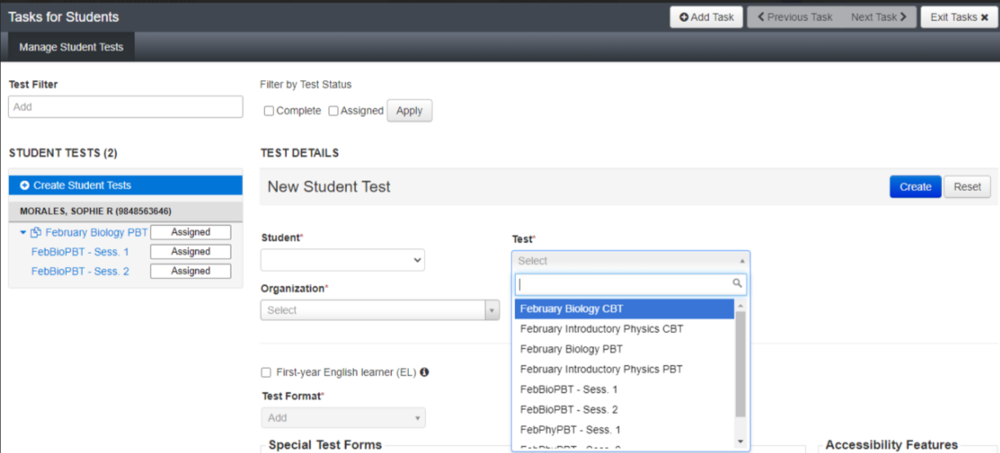 Tasks for Students
Add Task
Previous Task
Next Task
Exit Tasks
Manage Student Tests
Test Filter
Add
Filter by Test Status
Complete
Assigned
Apply
STUDENT TESTS (2)
Create Student Tests
MORALES, SOPHIE R (9848563646)
February Biology PBT Assigned
FebBioPBT - Sess. 1 Assigned
FebBioPBT - Sess. 2 Assigned
TEST DETAILS
New Student Test
Create
Reset
Student*
Organization*
Select
Test*
Select
February Biology CBT
February Introductory Physics CBT
February Biology PBT
February Introductory Physics PBT
FebBioPBT - Sess. 1
FebBioPBT - Sess. 2
FebPhyPBT - Sess. 1
First-year English learner (EL)
Test Format*
Add
Special Test Forms
Accessibility Features